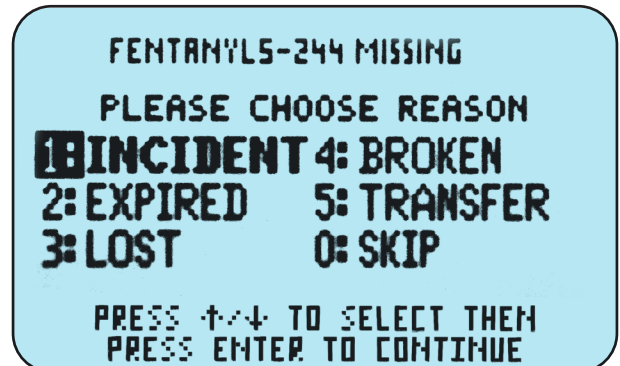 FENTANYL5-244 MISSING
PLEASE CHOOSE REASON
1:INCIDENT 4: BROKEN
2: EXPIRED 5: TRANSFER
3: LOST 0: SKIP
PRESS ↑/↓ TO SELECT THEN
PRESS ENTER TO CONTINUE